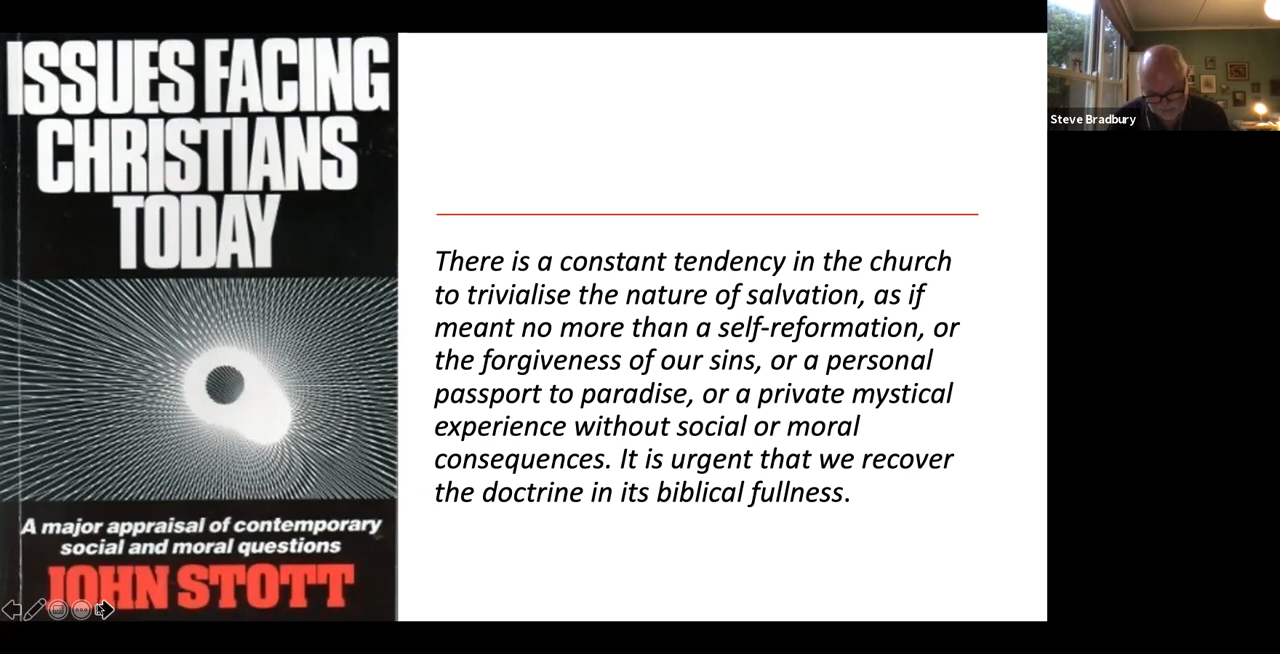 ISSUES FACING
CHRISTIANS
TODAY
A major appraisal of contemporary
social and moral questions
JOHN STOTT
There is a constant tendency in the church
to trivialise the nature of salvation, as if
meant no more than a self-reformation, or
the forgiveness of our sins, or a personal
passport to paradise, or a private mystical
experience without social or moral
consequences. It is urgent that we recover
the doctrine in its biblical fullness.
Steve Bradbury